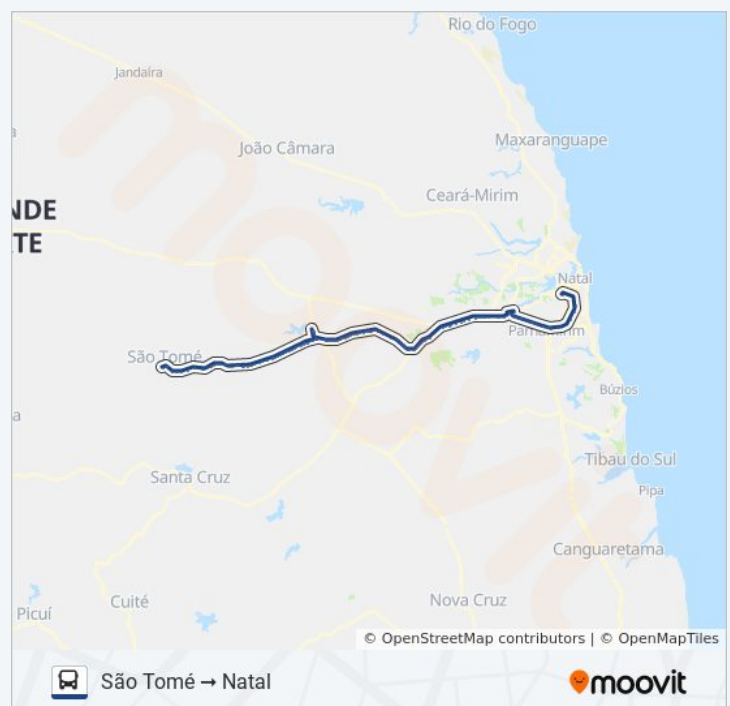 Rio do Fogo
Jandaíra
Maxaranguape
João Câmara
Ceará-Mirim
NDE
TE
Natal
Parnamirim
São Tomé
Búzios
a
Tibau do Sul
Santa Cruz
Pipa
Canguaretama
Cuité
Nova Cruz
Picuí
© OpenStreetMap contributors | © OpenMapTiles
São Tomé → Natal
moovit